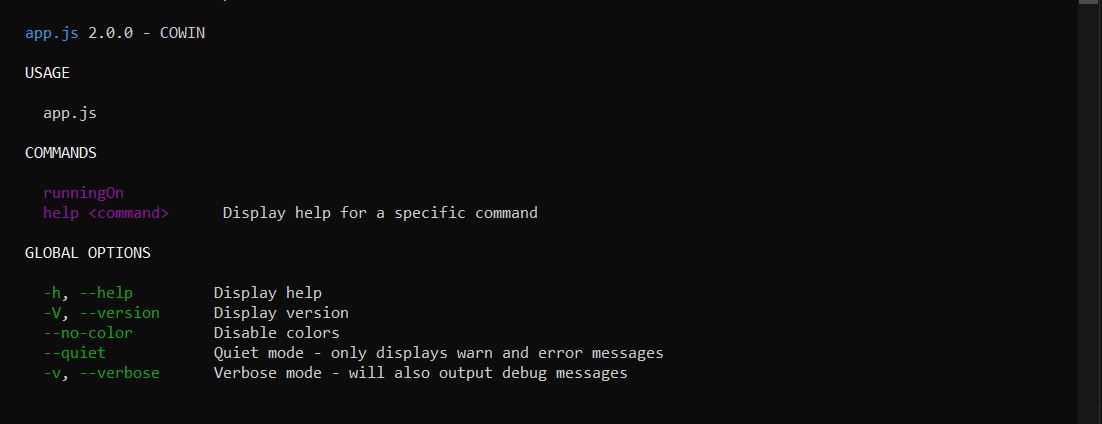 app.js 2.0.0 - COWIN
USAGE
app.js
COMMANDS
runningOn
help <command> Display help for a specific command
GLOBAL OPTIONS
-h, --help Display help
-V, --version Display version
--no-color Disable colors
--quiet Quiet mode - only displays warn and error messages
-v, --verbose Verbose mode - will also output debug messages